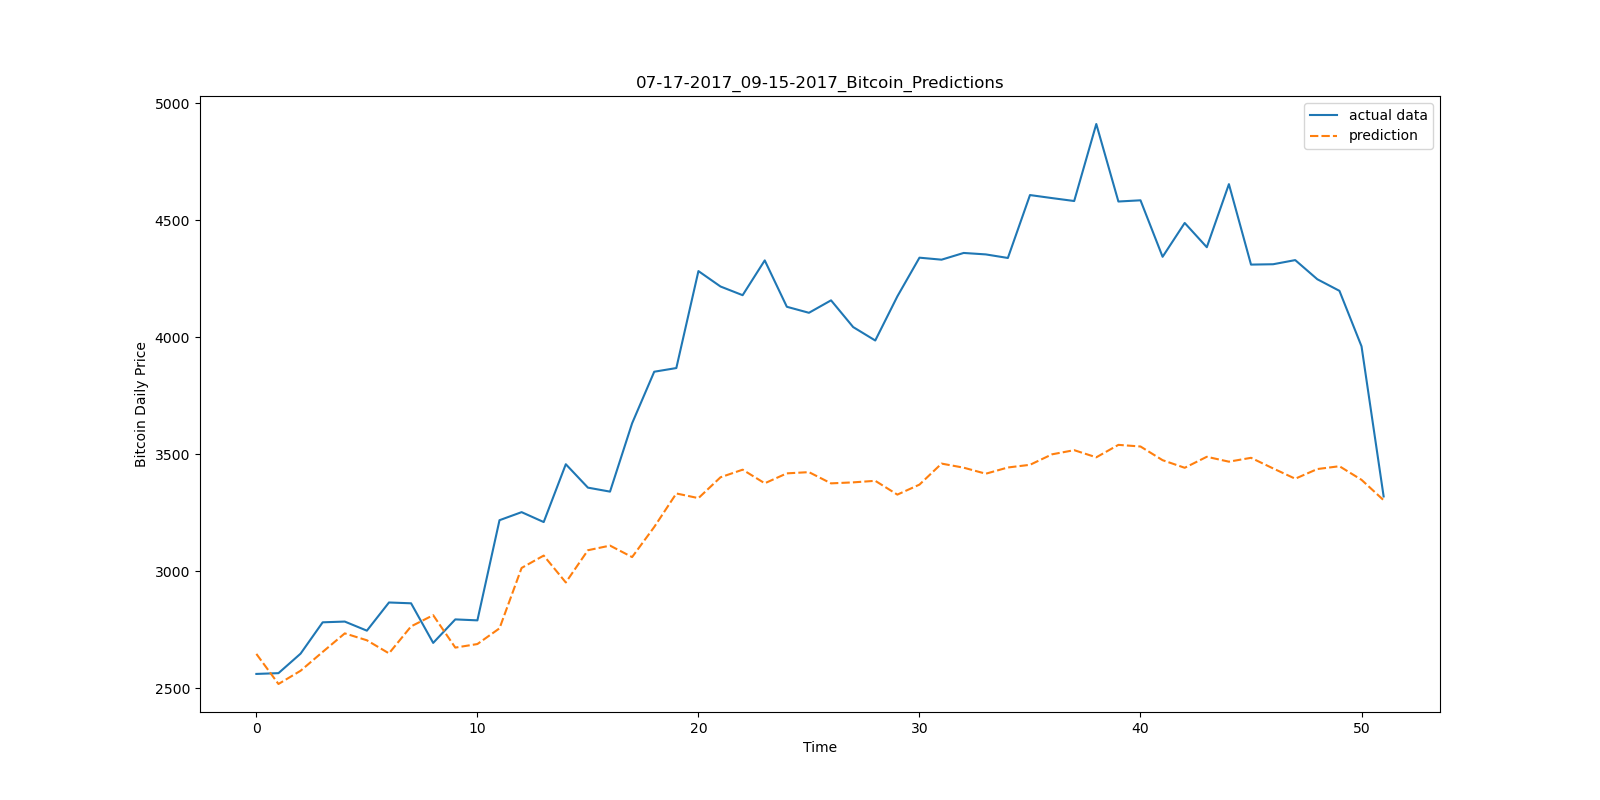 07-17-2017_09-15-2017_Bitcoin_Predictions
actual data
prediction
5000
4500
4000
3500
3000
2500
Bitcoin Daily Price
0 10 20 30 40 50
Time